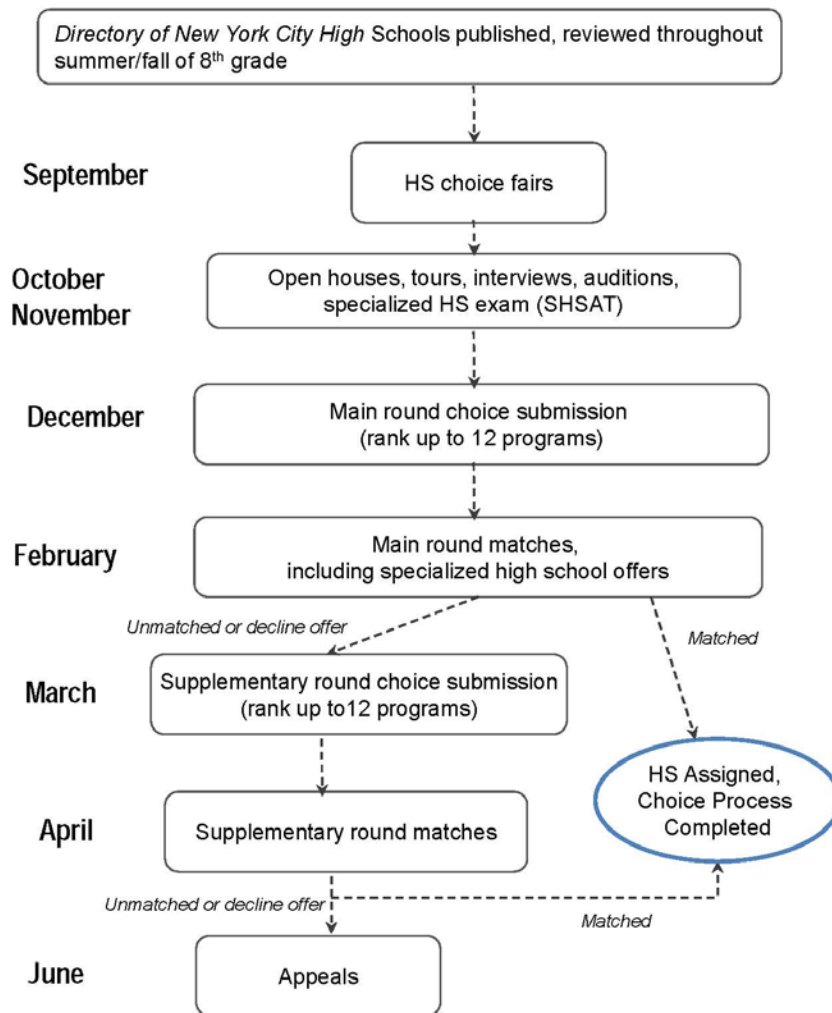 Directory of New York City High Schools published, reviewed throughout
summer/fall of 8th grade
September
HS choice fairs
October
November
Open houses, tours, interviews, auditions,
specialized HS exam (SHSAT)
December
Main round choice submission
(rank up to 12 programs)
February
Main round matches,
including specialized high school offers
Unmatched or decline offer
Matched
March
Supplementary round choice submission
(rank up to12 programs)
HS Assigned,
Choice Process
Completed
April
Supplementary round matches
Unmatched or decline offer
Matched
June
Appeals